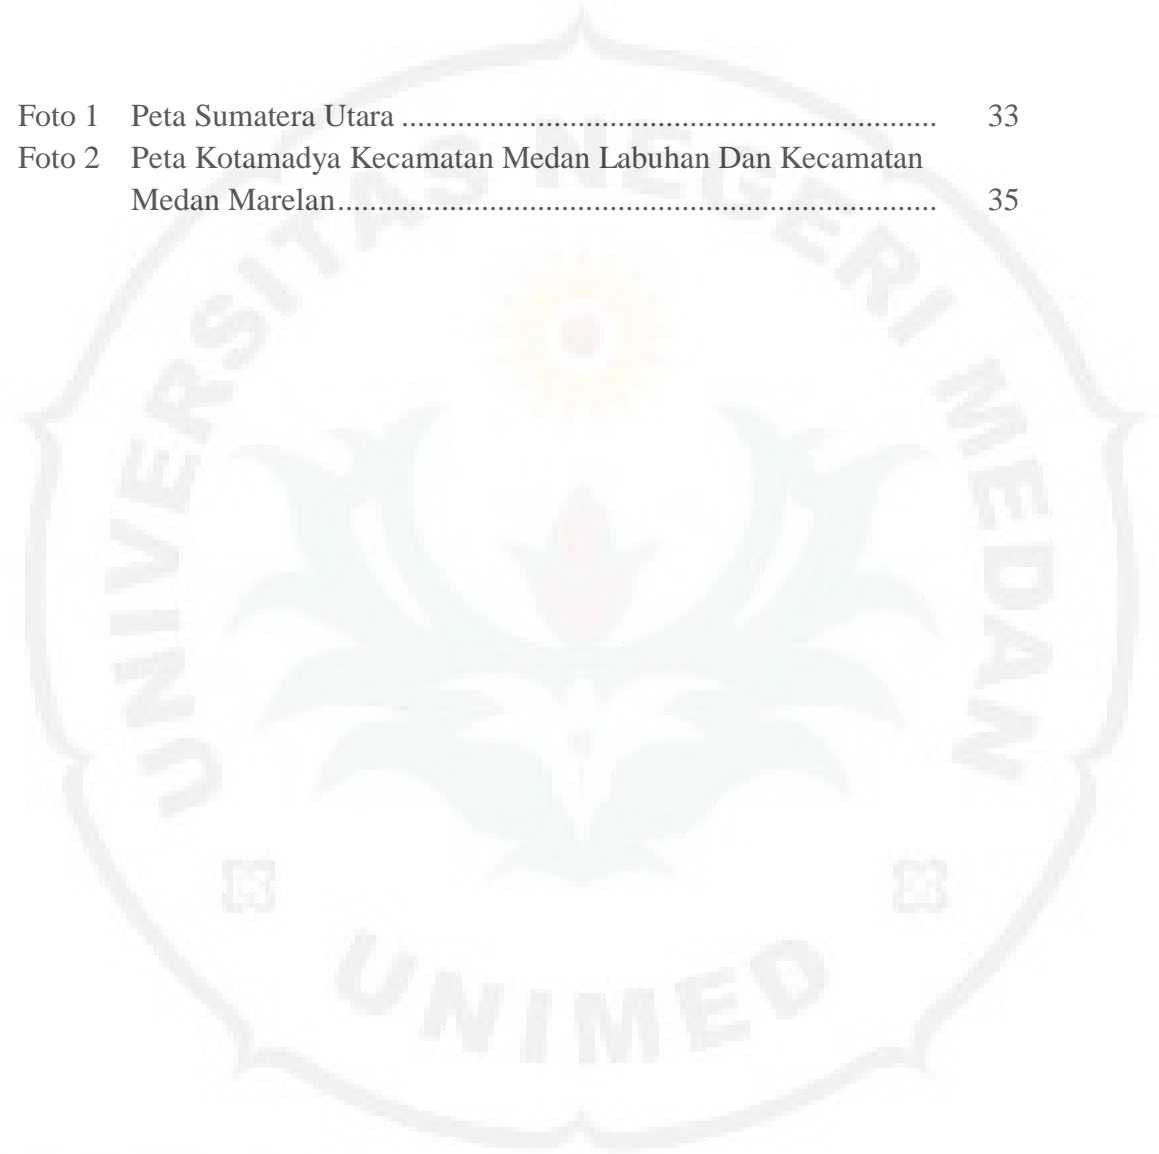 Foto 1 Peta Sumatera Utara ................................................................ 33
Foto 2 Peta Kotamadya Kecamatan Medan Labuhan Dan Kecamatan
Medan Marelan........................................................................ 35
UNIVERSITAS NEGERI MEDAN
UNIMED